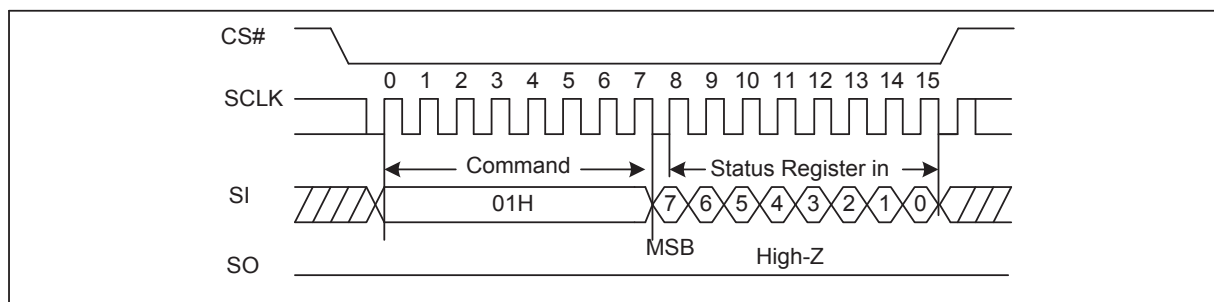 CS#
0 1 2 3 4 5 6 7 8 9 10 11 12 13 14 15
SCLK
Command Status Register in
SI 01H 7 6 5 4 3 2 1 0
MSB High-Z
SO